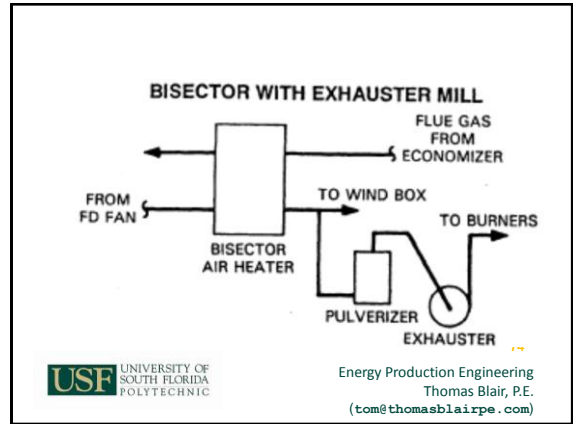 BISECTOR WITH EXHAUSTER MILL
FLUE GAS
FROM
ECONOMIZER
FROM
FD FAN
TO WIND BOX
TO BURNERS
BISECTOR
AIR HEATER
PULVERIZER
EXHAUSTER
USF UNIVERSITY OF
SOUTH FLORIDA
POLYTECHNIC
Energy Production Engineering
Thomas Blair, P.E.
(tom@thomasblairpe.com)